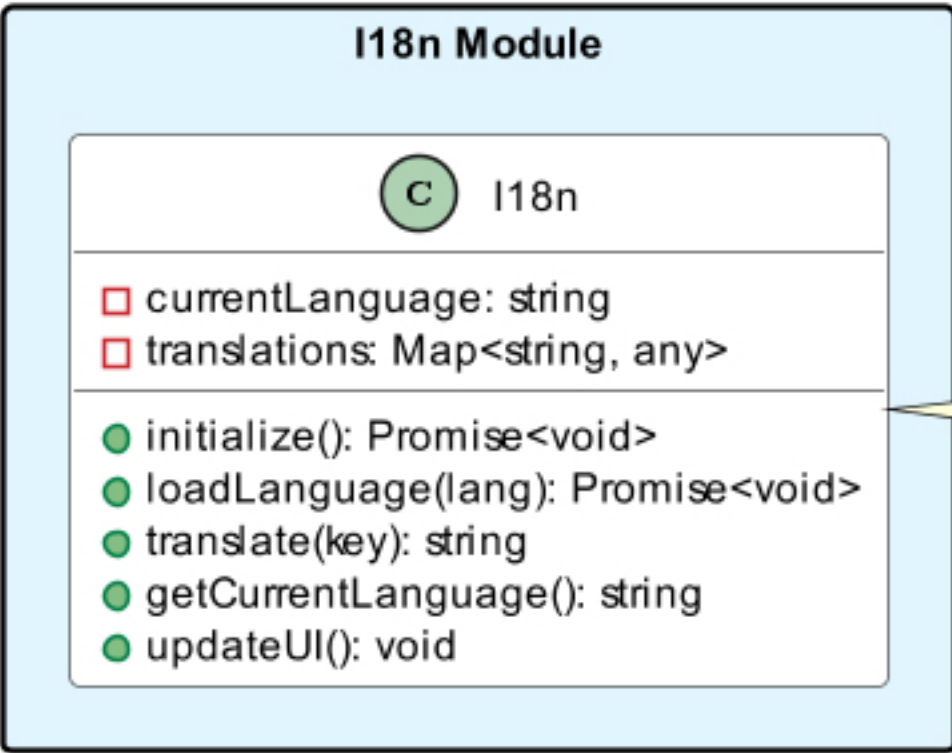 I18n Module
C I18n
currentLanguage: string
translations: Map<string, any>
initialize(): Promise<void>
loadLanguage(lang): Promise<void>
translate(key): string
getCurrentLanguage(): string
updateUI(): void